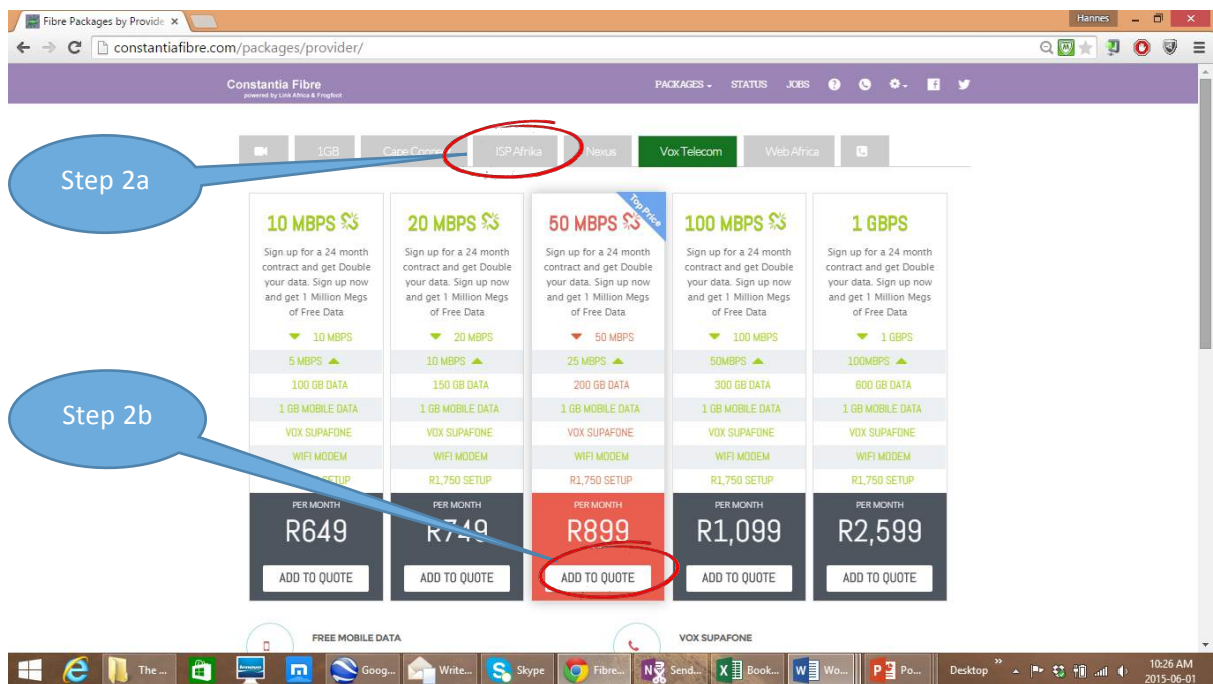 Fibre Packages by Provide
Hannes
constantiafibre.com/packages/provider/
Constantia Fibre
powered by Link Africa & Frogfoot
PACKAGES
STATUS
JOBS
1GB
ISP Afrika
Nexus
Vox Telecom
Web Africa
Step 2a
Top Price
10 MBPS
Sign up for a 24 month
contract and get Double
your data. Sign up now
and get 1 Million Megs
of Free Data
10 MBPS
5 MBPS
100 GB DATA
1 GB MOBILE DATA
VOX SUPAFONE
WIFI MODEM
SETUP
PER MONTH
R649
ADD TO QUOTE
20 MBPS
Sign up for a 24 month
contract and get Double
your data. Sign up now
and get 1 Million Megs
of Free Data
20 MBPS
10 MBPS
150 GB DATA
1 GB MOBILE DATA
VOX SUPAFONE
WIFI MODEM
R1,750 SETUP
PER MONTH
R749
ADD TO QUOTE
50 MBPS
Sign up for a 24 month
contract and get Double
your data. Sign up now
and get 1 Million Megs
of Free Data
50 MBPS
25 MBPS
200 GB DATA
1 GB MOBILE DATA
VOX SUPAFONE
WIFI MODEM
R1,750 SETUP
PER MONTH
R899
ADD TO QUOTE
100 MBPS
Sign up for a 24 month
contract and get Double
your data. Sign up now
and get 1 Million Megs
of Free Data
100 MBPS
50MBPS
300 GB DATA
1 GB MOBILE DATA
VOX SUPAFONE
WIFI MODEM
R1,750 SETUP
PER MONTH
R1,099
ADD TO QUOTE
1 GBPS
Sign up for a 24 month
contract and get Double
your data. Sign up now
and get 1 Million Megs
of Free Data
1 GBPS
100MBPS
600 GB DATA
1 GB MOBILE DATA
VOX SUPAFONE
WIFI MODEM
R1,750 SETUP
PER MONTH
R2,599
ADD TO QUOTE
Step 2b
FREE MOBILE DATA
VOX SUPAFONE
The ...
Goog...
Write...
Skype
Fibre...
Send...
Book...
Wo...
Po...
Desktop
10:26 AM
2015-06-01